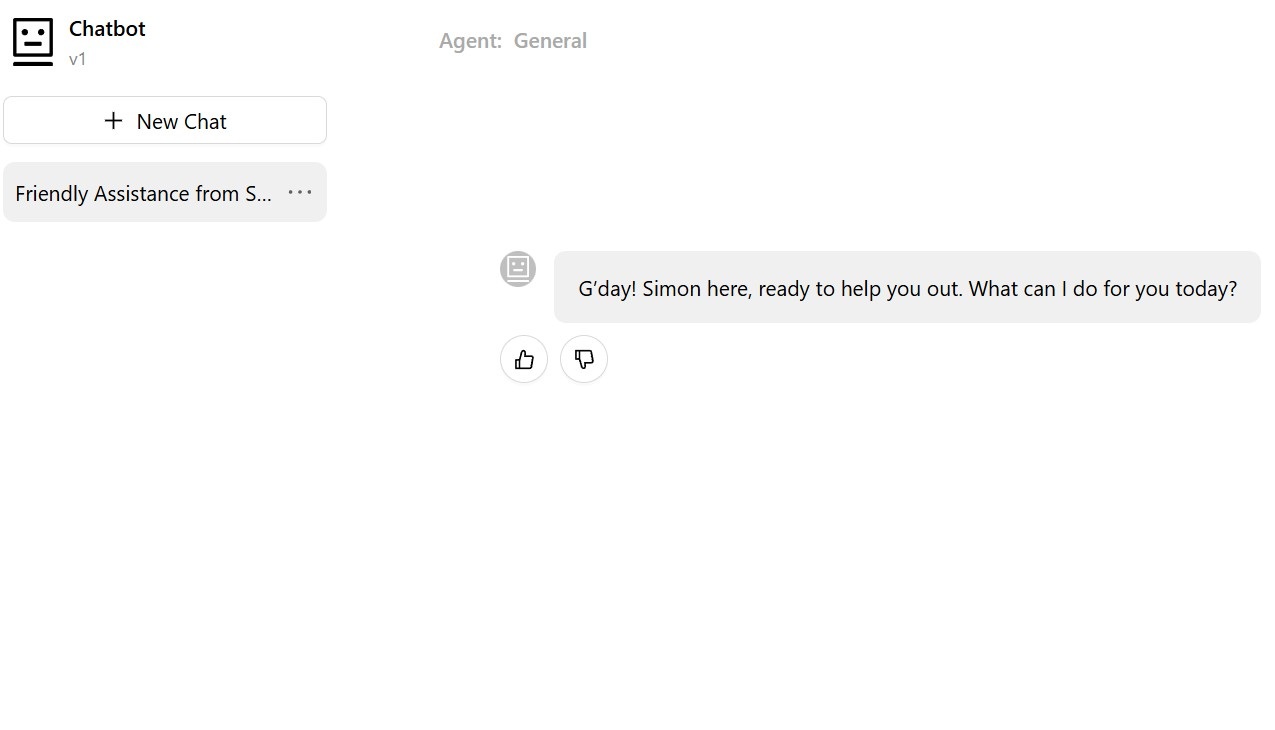 Chatbot
v1
Agent: General
New Chat
Friendly Assistance from S...
G’day! Simon here, ready to help you out. What can I do for you today?